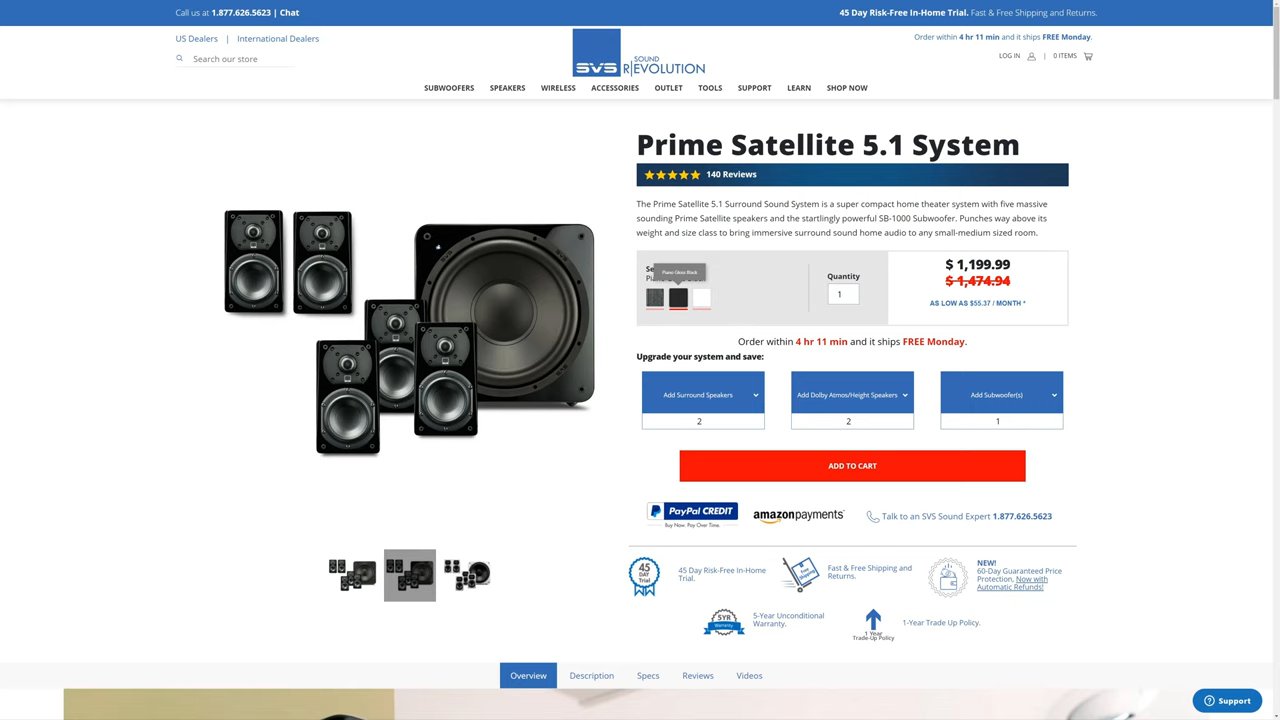 Call us at 1.877.626.5623 | Chat
45 Day Risk-Free In-Home Trial. Fast & Free Shipping and Returns.
US Dealers | International Dealers
Order within 4 hr 11 min and it ships FREE Monday.
Search our store
SVS SOUND R|EVOLUTION
LOG IN | 0 ITEMS
SUBWOOFERS SPEAKERS WIRELESS ACCESSORIES OUTLET TOOLS SUPPORT LEARN SHOP NOW
Prime Satellite 5.1 System
140 Reviews
The Prime Satellite 5.1 Surround Sound System is a super compact home theater system with five massive
sounding Prime Satellite speakers and the startlingly powerful SB-1000 Subwoofer. Punches way above its
weight and size class to bring immersive surround sound home audio to any small-medium sized room.
Piano Gloss Black
Quantity
1
$ 1,199.99
$ 1,474.94
AS LOW AS $55.37 / MONTH *
Order within 4 hr 11 min and it ships FREE Monday.
Upgrade your system and save:
Add Surround Speakers
2
Add Dolby Atmos/Height Speakers
2
Add Subwoofer(s)
1
ADD TO CART
PayPal CREDIT
Buy Now. Pay Over Time.
amazonpayments
Talk to an SVS Sound Expert 1.877.626.5623
45
DAY
Trial
45 Day Risk-Free In-Home
Trial.
Free
Shipping
Fast & Free Shipping and
Returns.
NEW!
60-Day Guaranteed Price
Protection, Now with
Automatic Refunds!
5YR
Warranty
5-Year Unconditional
Warranty.
1 Year
Trade-Up Policy
1-Year Trade Up Policy.
Overview Description Specs Reviews Videos
Support